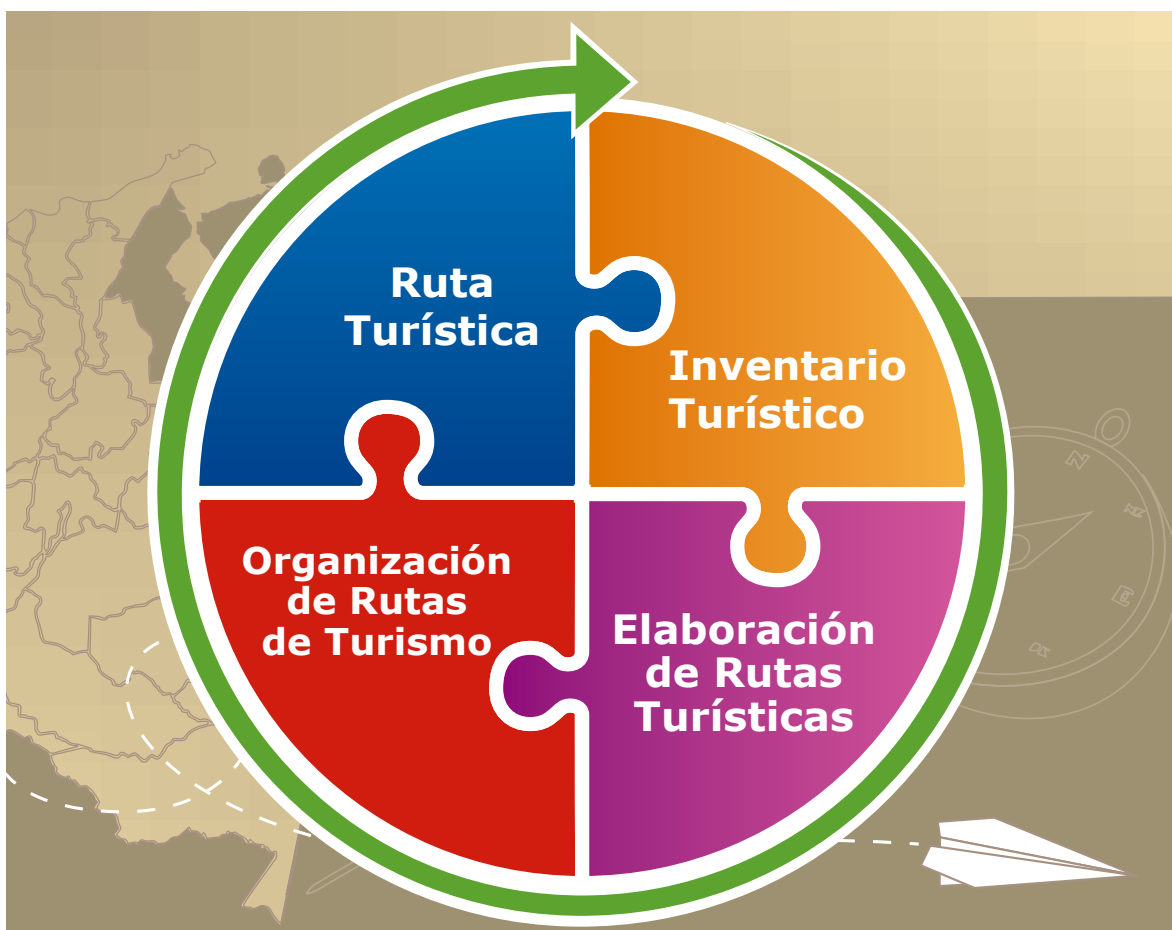 Ruta
Turística
Inventario
Turístico
Organización
de Rutas
de Turismo
Elaboración
de Rutas
Turísticas
N
E